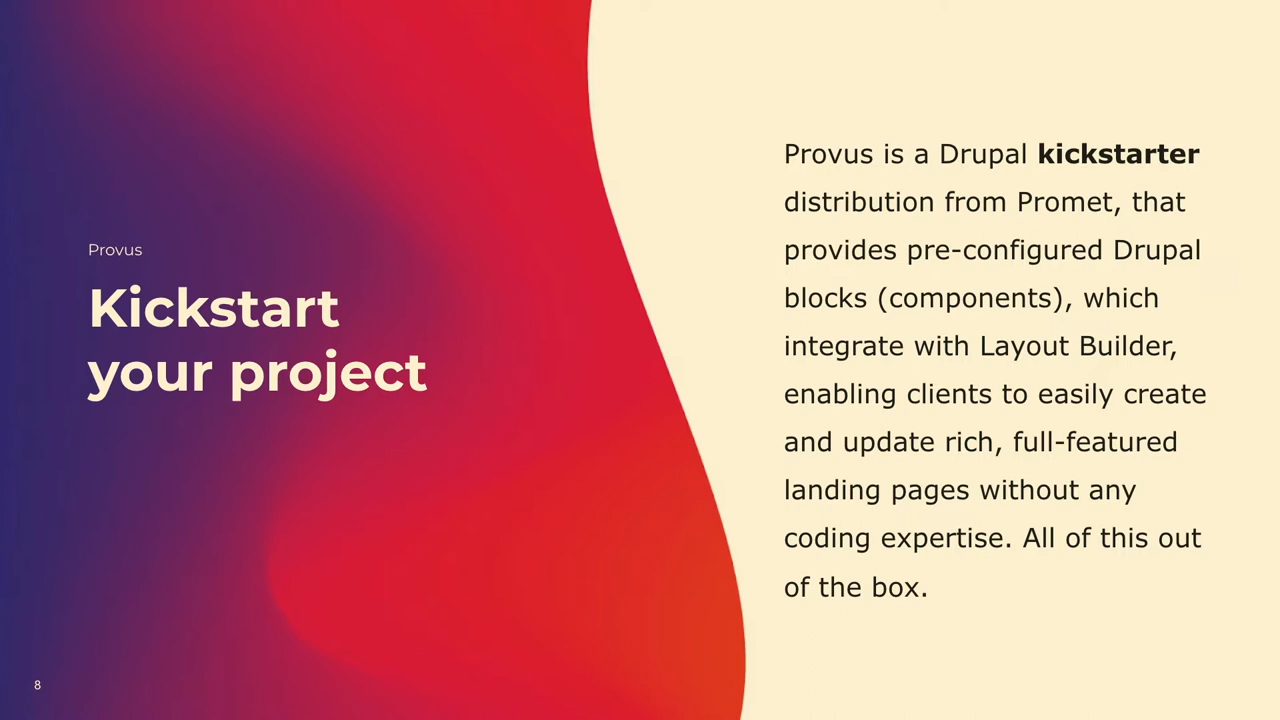 Provus
Kickstart
your project
Provus is a Drupal kickstarter
distribution from Promet, that
provides pre-configured Drupal
blocks (components), which
integrate with Layout Builder,
enabling clients to easily create
and update rich, full-featured
landing pages without any
coding expertise. All of this out
of the box.
8